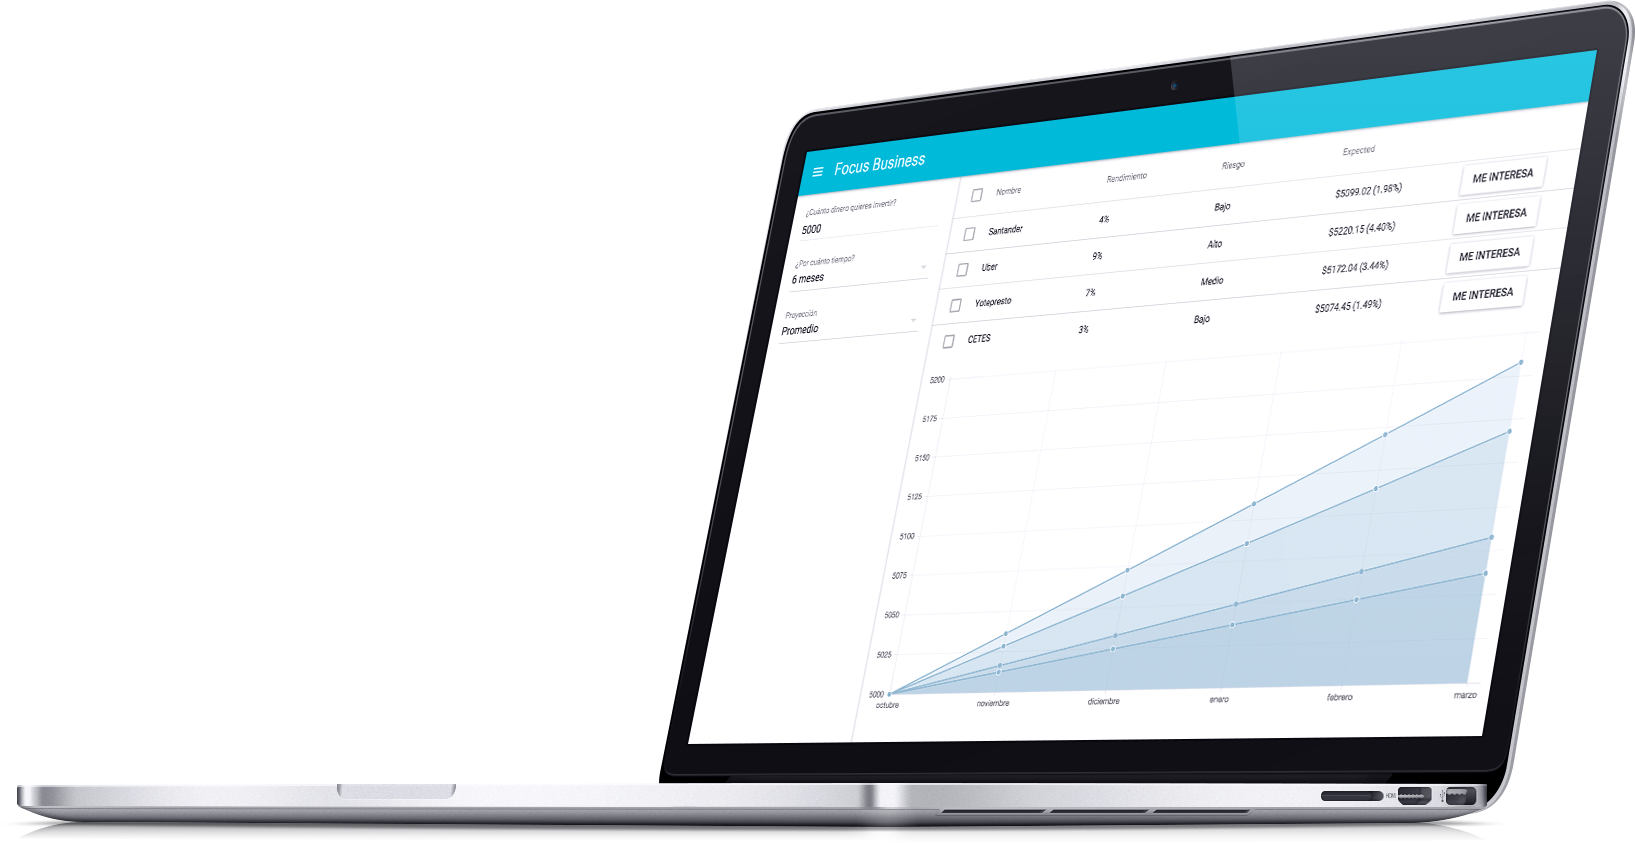 Focus Business
¿Cuánto dinero quieres invertir?
5000
¿Por cuánto tiempo?
6 meses
Proyección
Promedio
Nombre Rendimiento Riesgo Expected
Santander 4% Bajo $5099.02 (1.98%) ME INTERESA
Uber 9% Alto $5220.15 (4.40%) ME INTERESA
Yotepresto 7% Medio $5172.04 (3.44%) ME INTERESA
CETES 3% Bajo $5074.45 (1.49%) ME INTERESA
5200
5175
5150
5125
5100
5075
5050
5025
5000
octubre noviembre diciembre enero febrero marzo